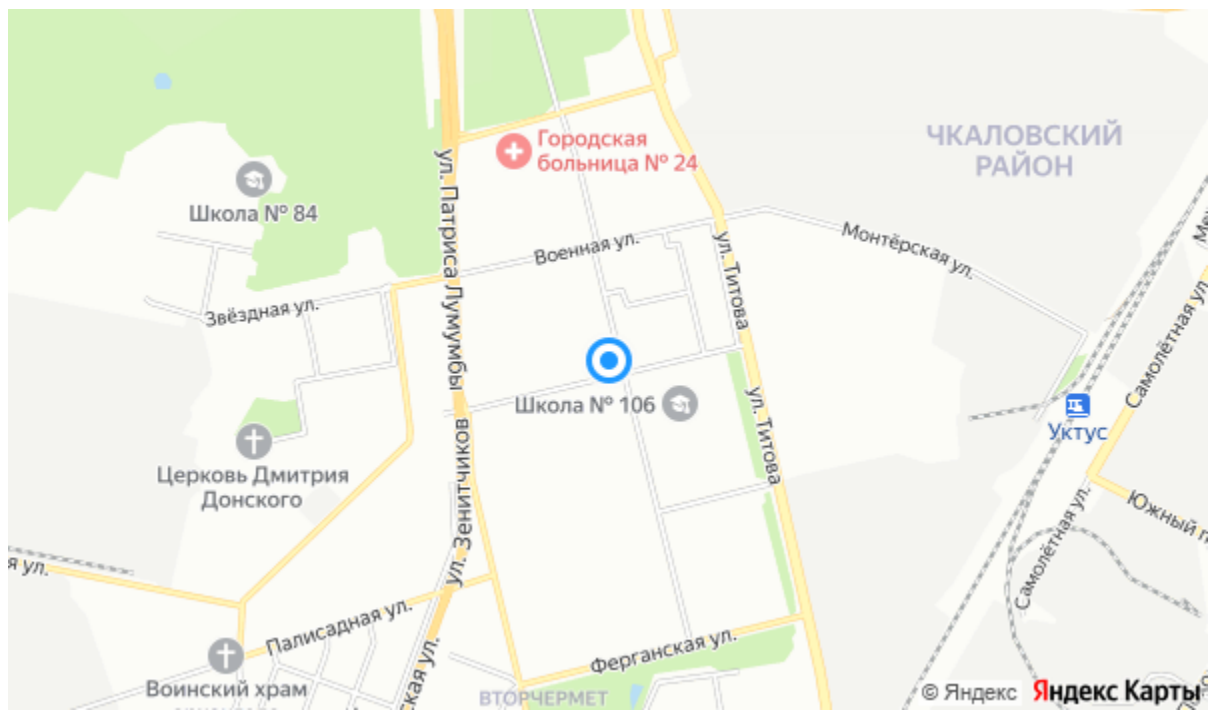 ЧКАЛОВСКИЙ
РАЙОН
Городская
больница № 24
Школа № 84
ул. Патриса Лумумбы
Военная ул.
ул. Титова
Монтёрская ул.
Звёздная ул.
Самолётная ул.
Школа № 106
ул. Титова
Уктус
Церковь Дмитрия
Донского
ул. Зенитчиков
Самолётная ул.
Южный п
я ул.
Палисадная ул.
Ферганская ул.
ская ул.
Воинский храм
ВТОРЧЕРМЕТ
© Яндекс Яндекс Карты